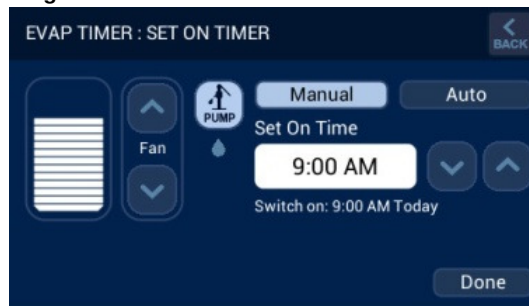 EVAP TIMER : SET ON TIMER
BACK
Manual
Auto
PUMP
Set On Time
Fan
9:00 AM
Switch on: 9:00 AM Today
Done